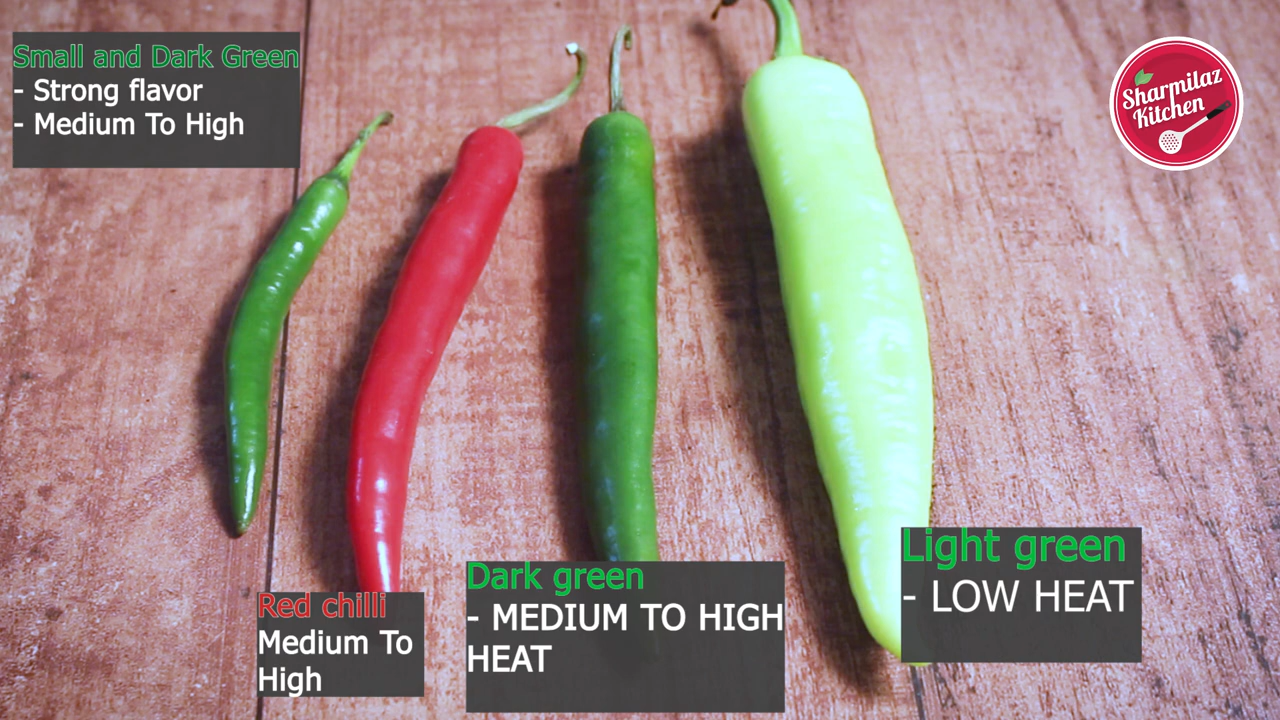 Small and Dark Green
- Strong flavor
- Medium To High
Sharmilaz
Kitchen
Red chilli
Medium To
High
Dark green
- MEDIUM TO HIGH
HEAT
Light green
- LOW HEAT